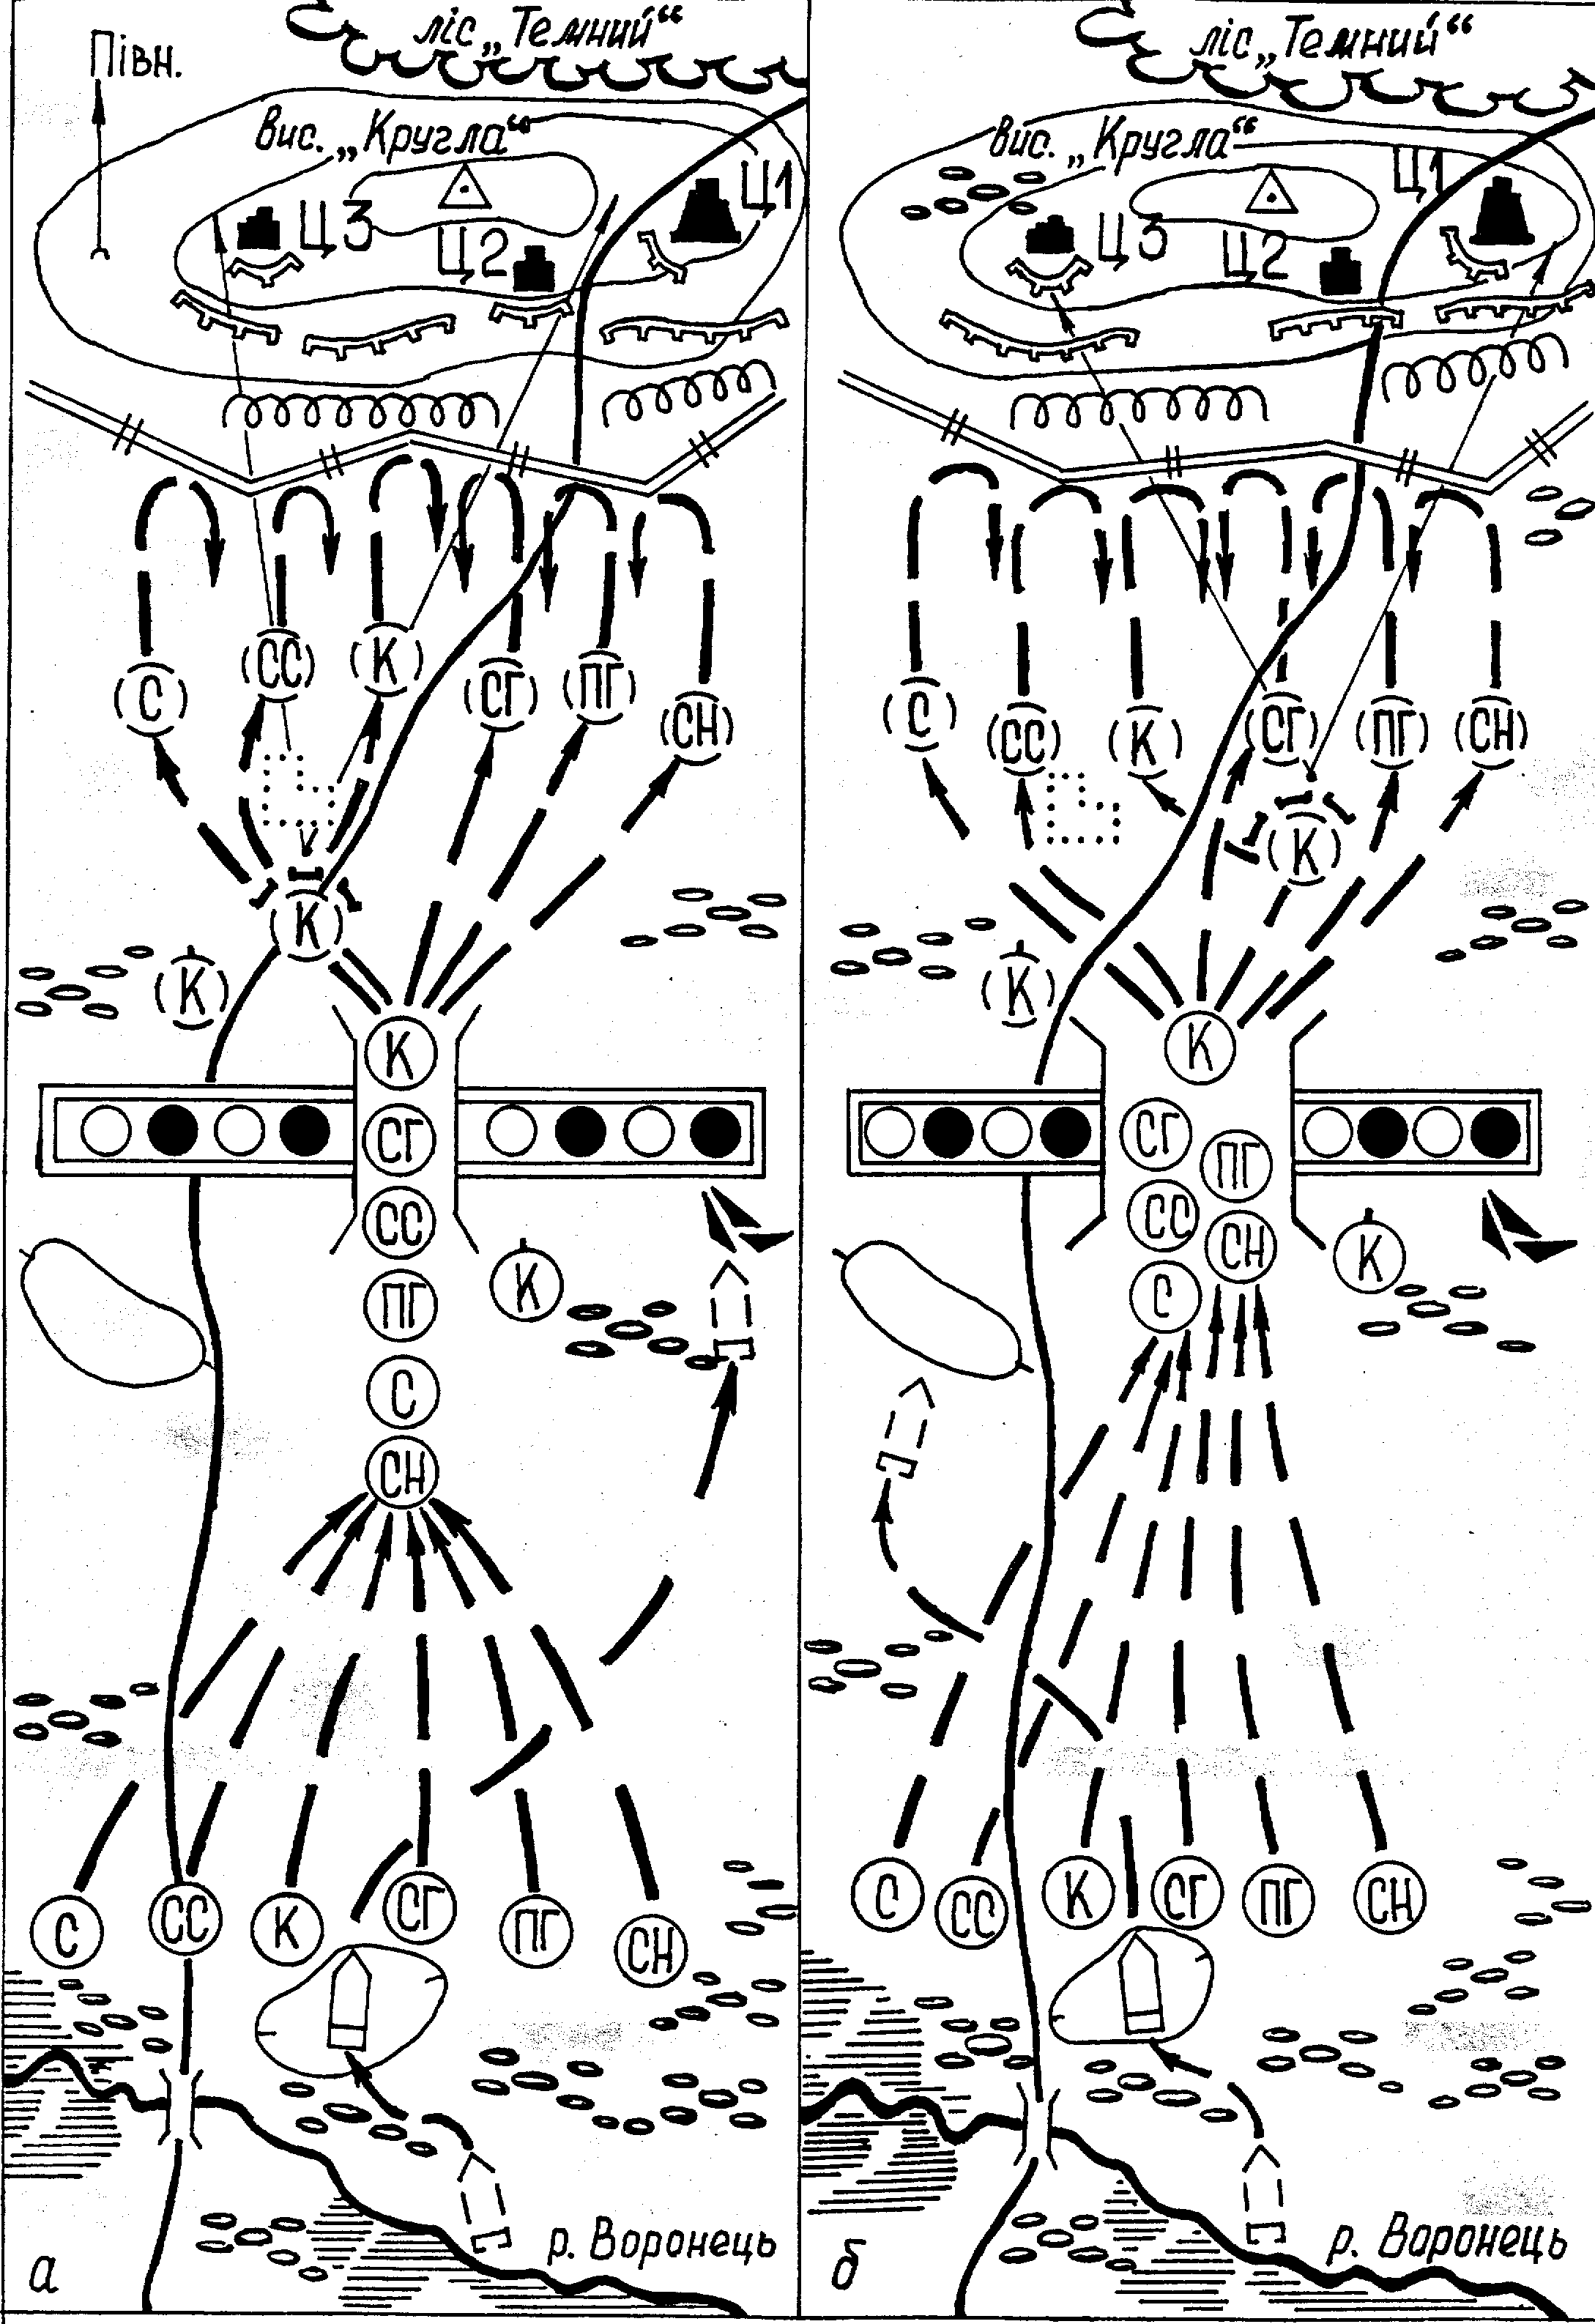 ліс „Темний“
Півн.
вис. „Кругла“
Ц1
Ц3
Ц2
С
СС
К
СГ
ПГ
СН
К
К
К
СГ
СС
К
ПГ
С
СН
С
СС
К
СГ
ПГ
СН
р. Воронець
а
ліс „Темний“
вис. „Кругла“
Ц1
Ц3
Ц2
С
СС
К
СГ
ПГ
СН
К
К
К
СГ
ПГ
СС
СН
К
С
С
СС
К
СГ
ПГ
СН
р. Воронець
б